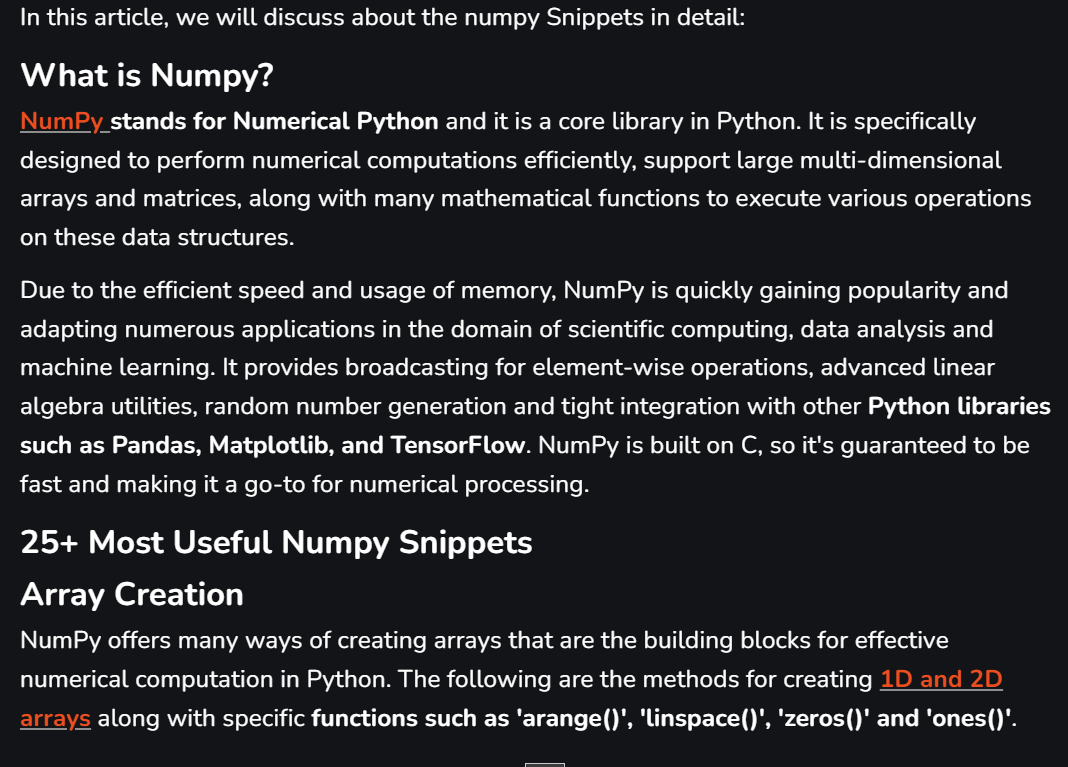 In this article, we will discuss about the numpy Snippets in detail:
What is Numpy?
NumPy stands for Numerical Python and it is a core library in Python. It is specifically
designed to perform numerical computations efficiently, support large multi-dimensional
arrays and matrices, along with many mathematical functions to execute various operations
on these data structures.
Due to the efficient speed and usage of memory, NumPy is quickly gaining popularity and
adapting numerous applications in the domain of scientific computing, data analysis and
machine learning. It provides broadcasting for element-wise operations, advanced linear
algebra utilities, random number generation and tight integration with other Python libraries
such as Pandas, Matplotlib, and TensorFlow. NumPy is built on C, so it's guaranteed to be
fast and making it a go-to for numerical processing.
25+ Most Useful Numpy Snippets
Array Creation
NumPy offers many ways of creating arrays that are the building blocks for effective
numerical computation in Python. The following are the methods for creating 1D and 2D
arrays along with specific functions such as 'arange()', 'linspace()', 'zeros()' and 'ones()'.